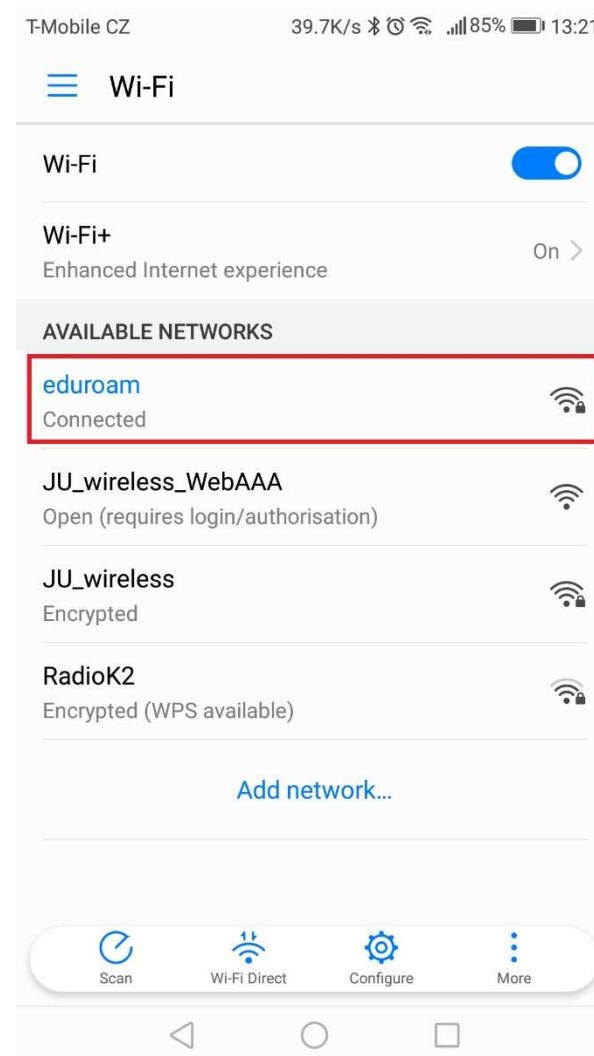 T-Mobile CZ 39.7K/s 85% 13:21
Wi-Fi
Wi-Fi
Wi-Fi+
Enhanced Internet experience
On
AVAILABLE NETWORKS
eduroam
Connected
JU_wireless_WebAAA
Open (requires login/authorisation)
JU_wireless
Encrypted
RadioK2
Encrypted (WPS available)
Add network…
Scan Wi-Fi Direct Configure More